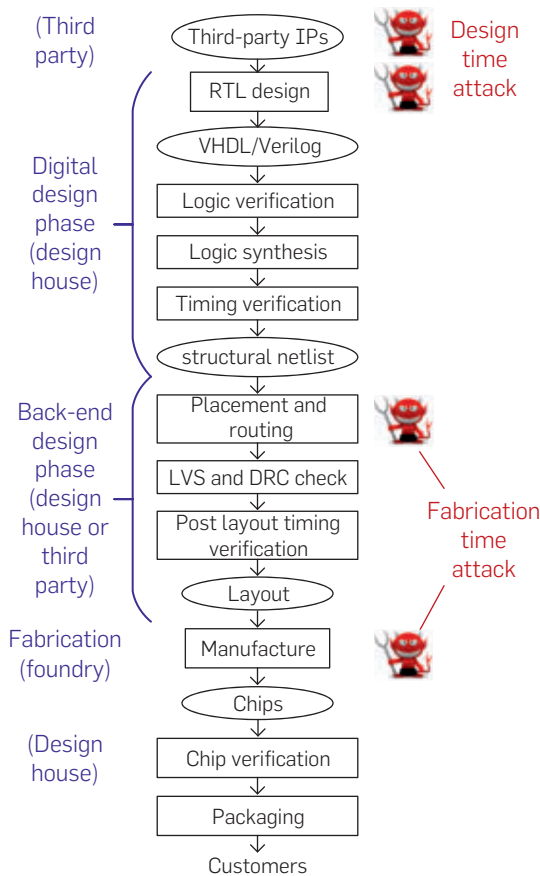 (Third
party)
Third-party IPs
Design
time
attack
RTL design
VHDL/Verilog
Digital
design
phase
(design
house)
Logic verification
Logic synthesis
Timing verification
structural netlist
Back-end
design
phase
(design
house or
third
party)
Placement and
routing
LVS and DRC check
Post layout timing
verification
Fabrication
time
attack
Layout
Fabrication
(foundry)
Manufacture
Chips
(Design
house)
Chip verification
Packaging
Customers